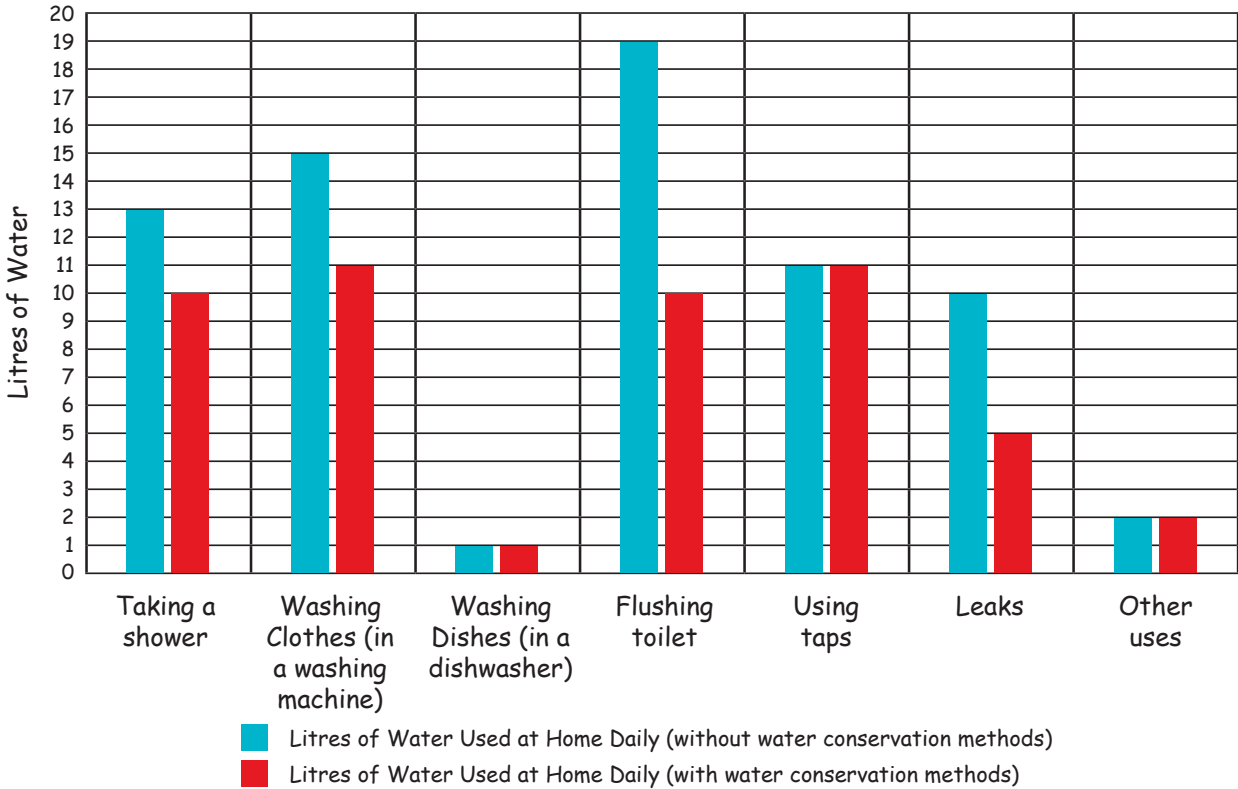 20
19
18
17
16
15
14
13
12
11
10
9
8
7
6
5
4
3
2
1
0
Litres of Water
Taking a
shower
Washing
Clothes (in
a washing
machine)
Washing
Dishes (in a
dishwasher)
Flushing
toilet
Using
taps
Leaks
Other
uses
Litres of Water Used at Home Daily (without water conservation methods)
Litres of Water Used at Home Daily (with water conservation methods)